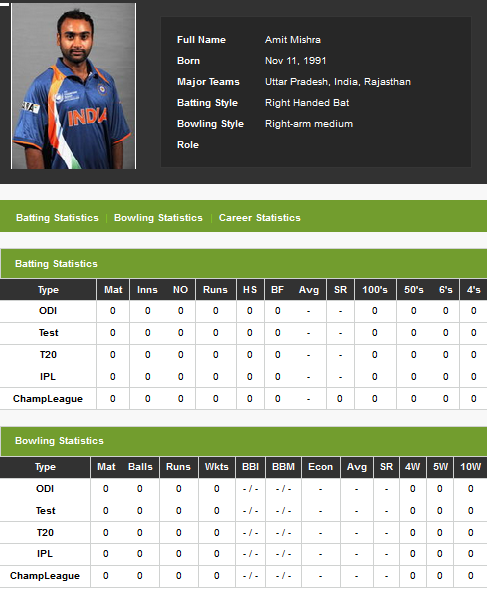 INDIA
Full Name Amit Mishra
Born Nov 11, 1991
Major Teams Uttar Pradesh, India, Rajasthan
Batting Style Right Handed Bat
Bowling Style Right-arm medium
Role
Batting Statistics | Bowling Statistics | Career Statistics
Batting Statistics
Type Mat Inns NO Runs HS BF Avg SR 100's 50's 6's 4's
ODI 0 0 0 0 0 0 - - 0 0 0 0
Test 0 0 0 0 0 0 - - 0 0 0 0
T20 0 0 0 0 0 0 - - 0 0 0 0
IPL 0 0 0 0 0 0 - - 0 0 0 0
ChampLeague 0 0 0 0 0 0 - 0 0 0 0 0
Bowling Statistics
Type Mat Balls Runs Wkts BBI BBM Econ Avg SR 4W 5W 10W
ODI 0 0 0 0 - / - - / - - - - 0 0 0
Test 0 0 0 0 - / - - / - - - - 0 0 0
T20 0 0 0 0 - / - - / - - - - 0 0 0
IPL 0 0 0 0 - / - - / - - - - 0 0 0
ChampLeague 0 0 0 0 - / - - / - - - - 0 0 0